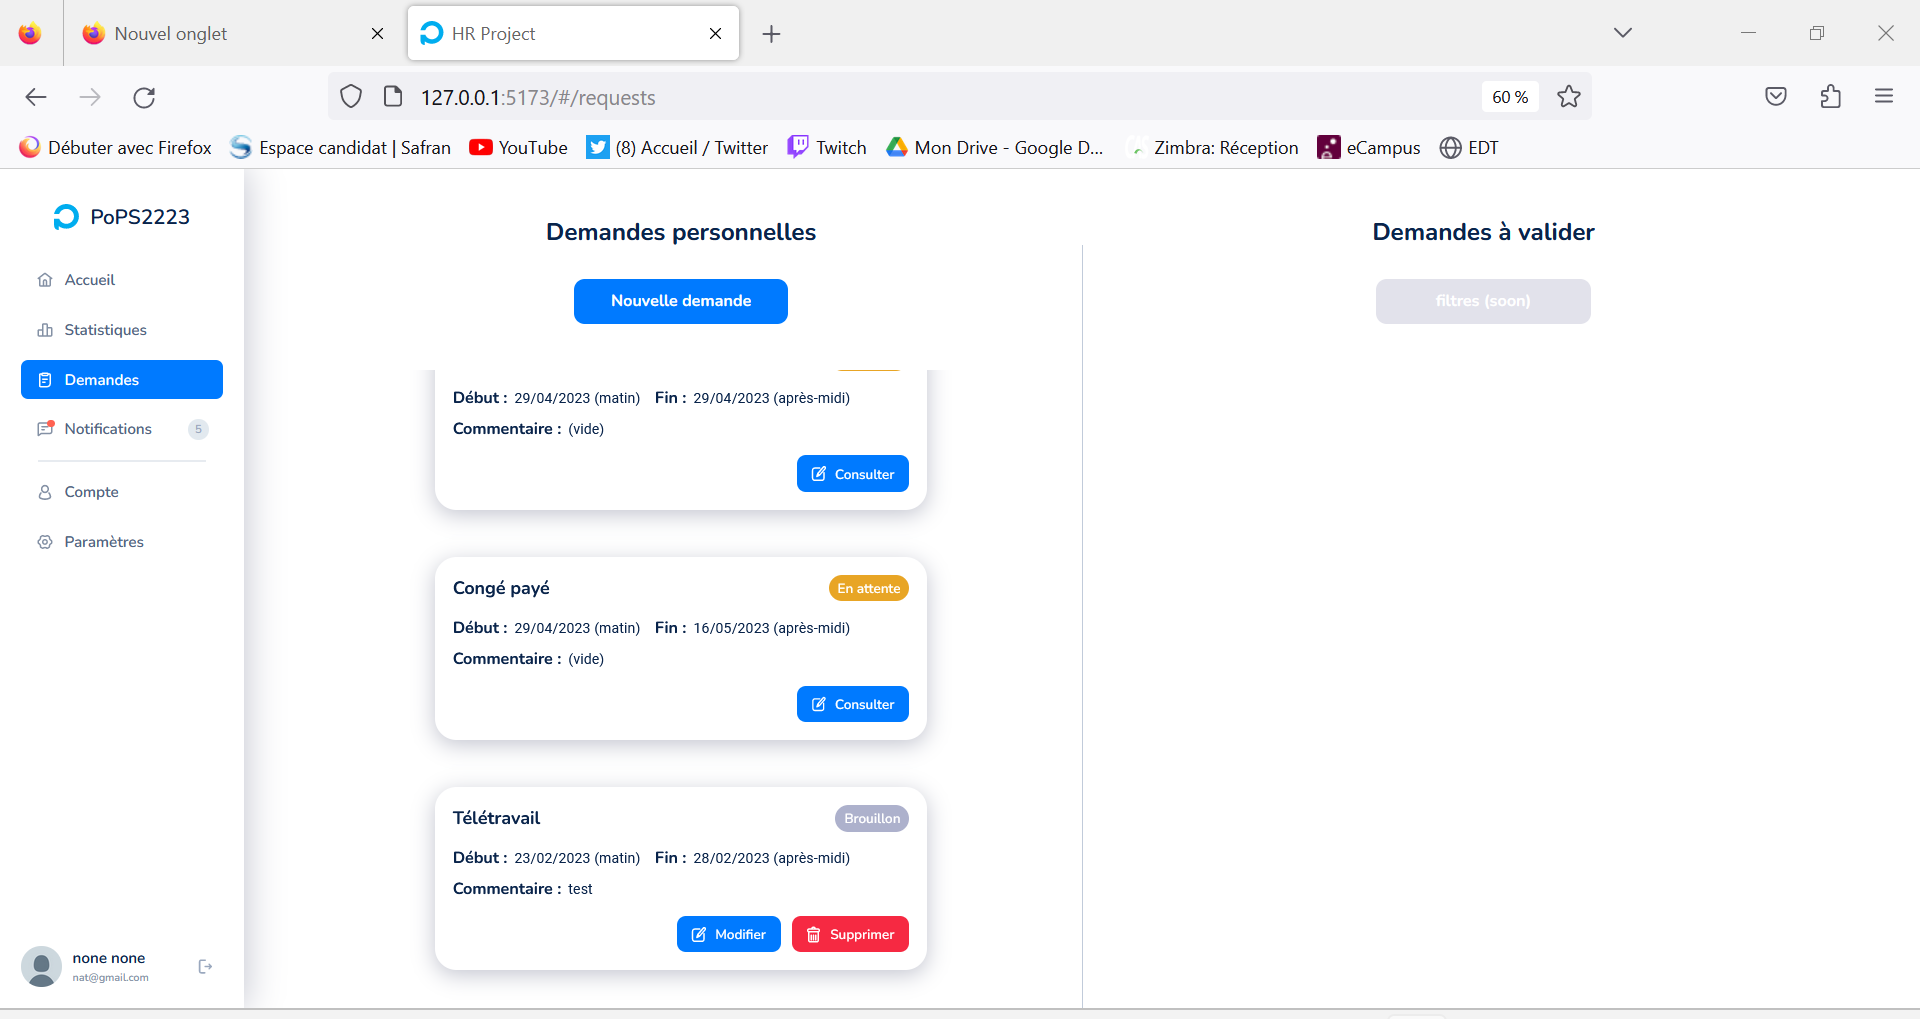 Nouvel onglet
HR Project
127.0.0.1:5173/#/requests
60 %
Débuter avec Firefox
Espace candidat | Safran
YouTube
(8) Accueil / Twitter
Twitch
Mon Drive - Google D...
Zimbra: Réception
eCampus
EDT
PoPS2223
Accueil
Statistiques
Demandes
Notifications 5
Compte
Paramètres
none none
nat@gmail.com
Demandes personnelles
Nouvelle demande
Début : 29/04/2023 (matin) Fin : 29/04/2023 (après-midi)
Commentaire : (vide)
Consulter
Congé payé
En attente
Début : 29/04/2023 (matin) Fin : 16/05/2023 (après-midi)
Commentaire : (vide)
Consulter
Télétravail
Brouillon
Début : 23/02/2023 (matin) Fin : 28/02/2023 (après-midi)
Commentaire : test
Modifier
Supprimer
Demandes à valider
filtres (soon)